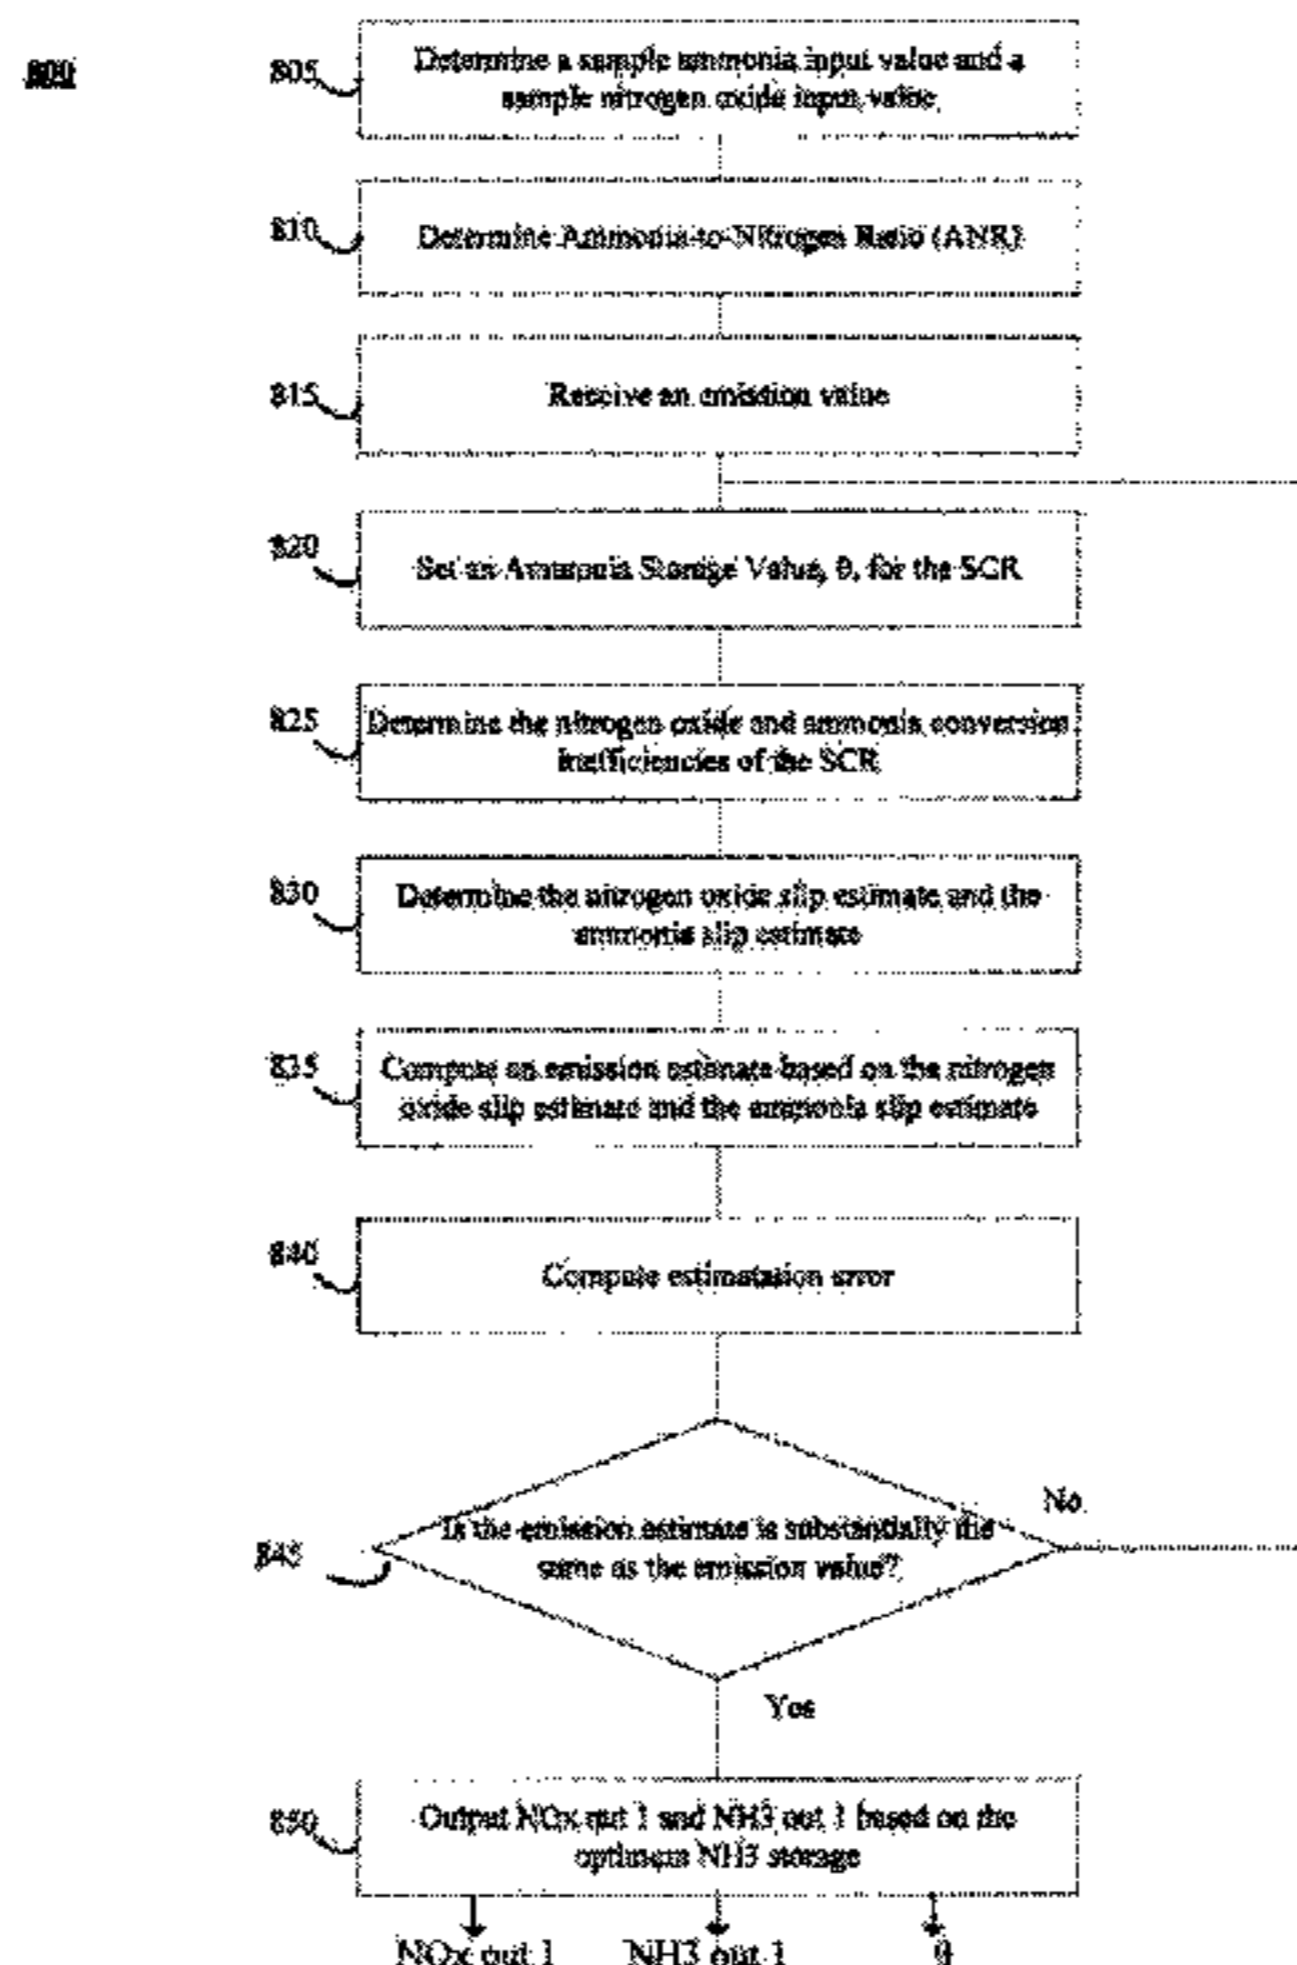 800
805
Determine a sample ammonia input value and a
sample nitrogen oxide input value
810
Determine Ammonia-to-Nitrogen Ratio (ANR)
815
Receive an emission value
820
Set an Ammonia Storage Value, θ, for the SCR
825
Determine the nitrogen oxide and ammonia conversion
inefficiencies of the SCR
830
Determine the nitrogen oxide slip estimate and the
ammonia slip estimate
835
Compute an emission estimate based on the nitrogen
oxide slip estimate and the ammonia slip estimate
840
Compute estimatation error
845
Is the emission estimate is substantially the
same as the emission value?
No
Yes
850
Output NOx out 1 and NH3 out 1 based on the
optimum NH3 storage
NOx out 1
NH3 out 1
θ